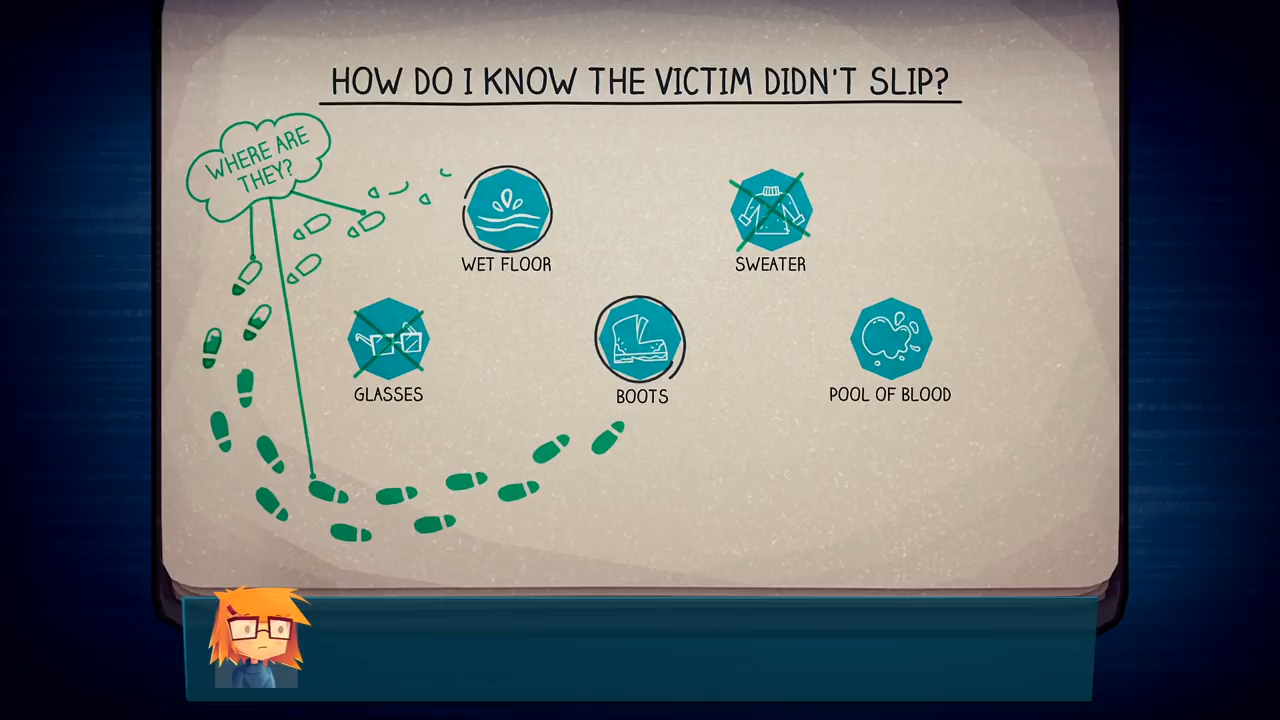 HOW DO I KNOW THE VICTIM DIDN'T SLIP?
WHERE ARE
THEY?
WET FLOOR
SWEATER
GLASSES
BOOTS
POOL OF BLOOD